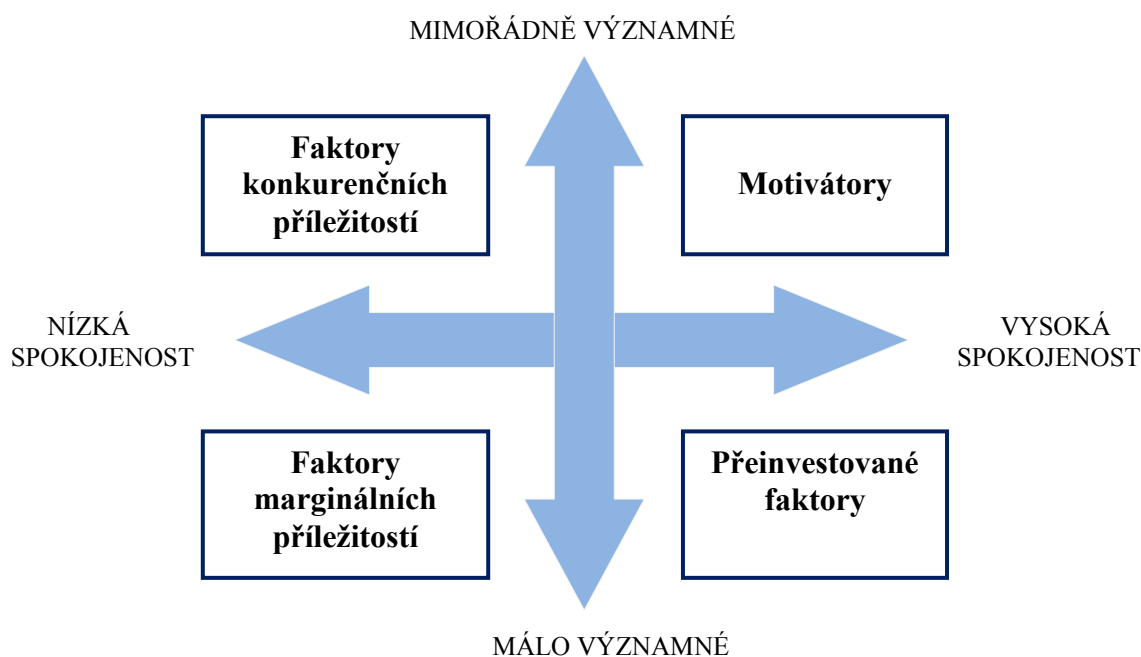 MIMOŘÁDNĚ VÝZNAMNÉ
Faktory
konkurenčních
příležitostí
Motivátory
NÍZKÁ
SPOKOJENOST
VYSOKÁ
SPOKOJENOST
Faktory
marginálních
příležitostí
Přeinvestované
faktory
MÁLO VÝZNAMNÉ